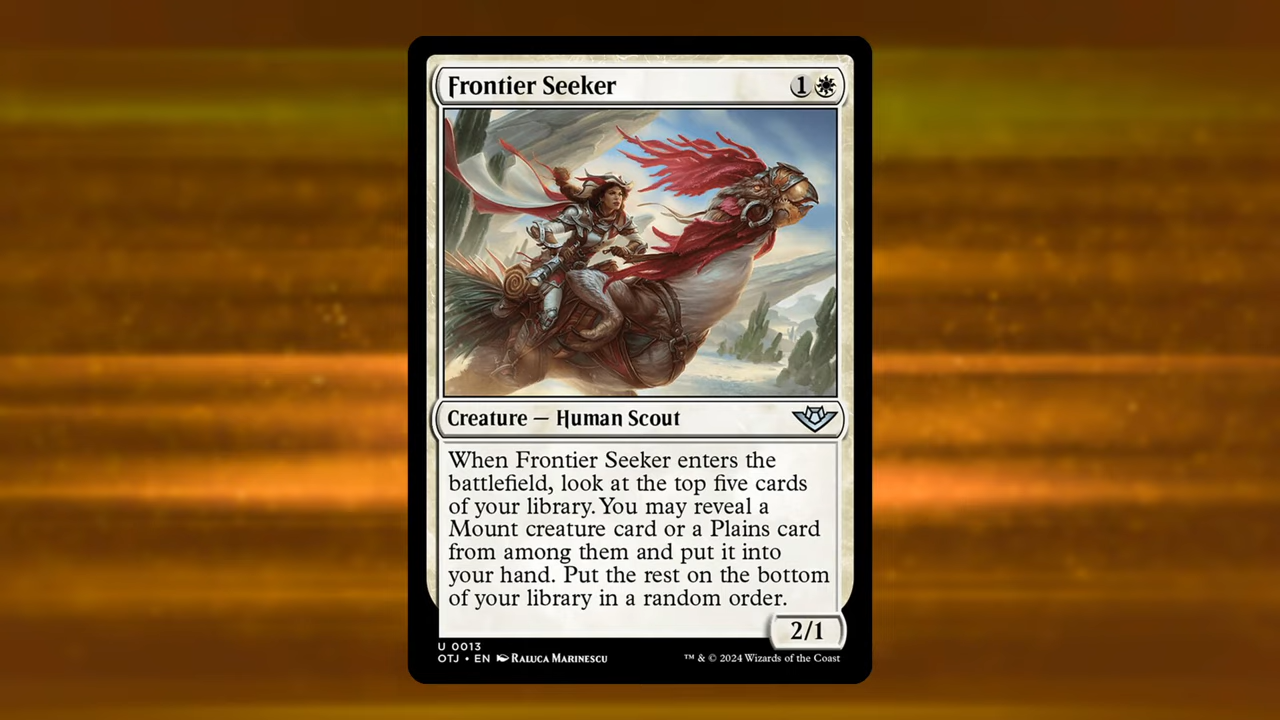 Frontier Seeker 1
Creature — Human Scout
When Frontier Seeker enters the
battlefield, look at the top five cards
of your library. You may reveal a
Mount creature card or a Plains card
from among them and put it into
your hand. Put the rest on the bottom
of your library in a random order.
2/1
U 0013
OTJ • EN Raluca Marinescu
™ & © 2024 Wizards of the Coast